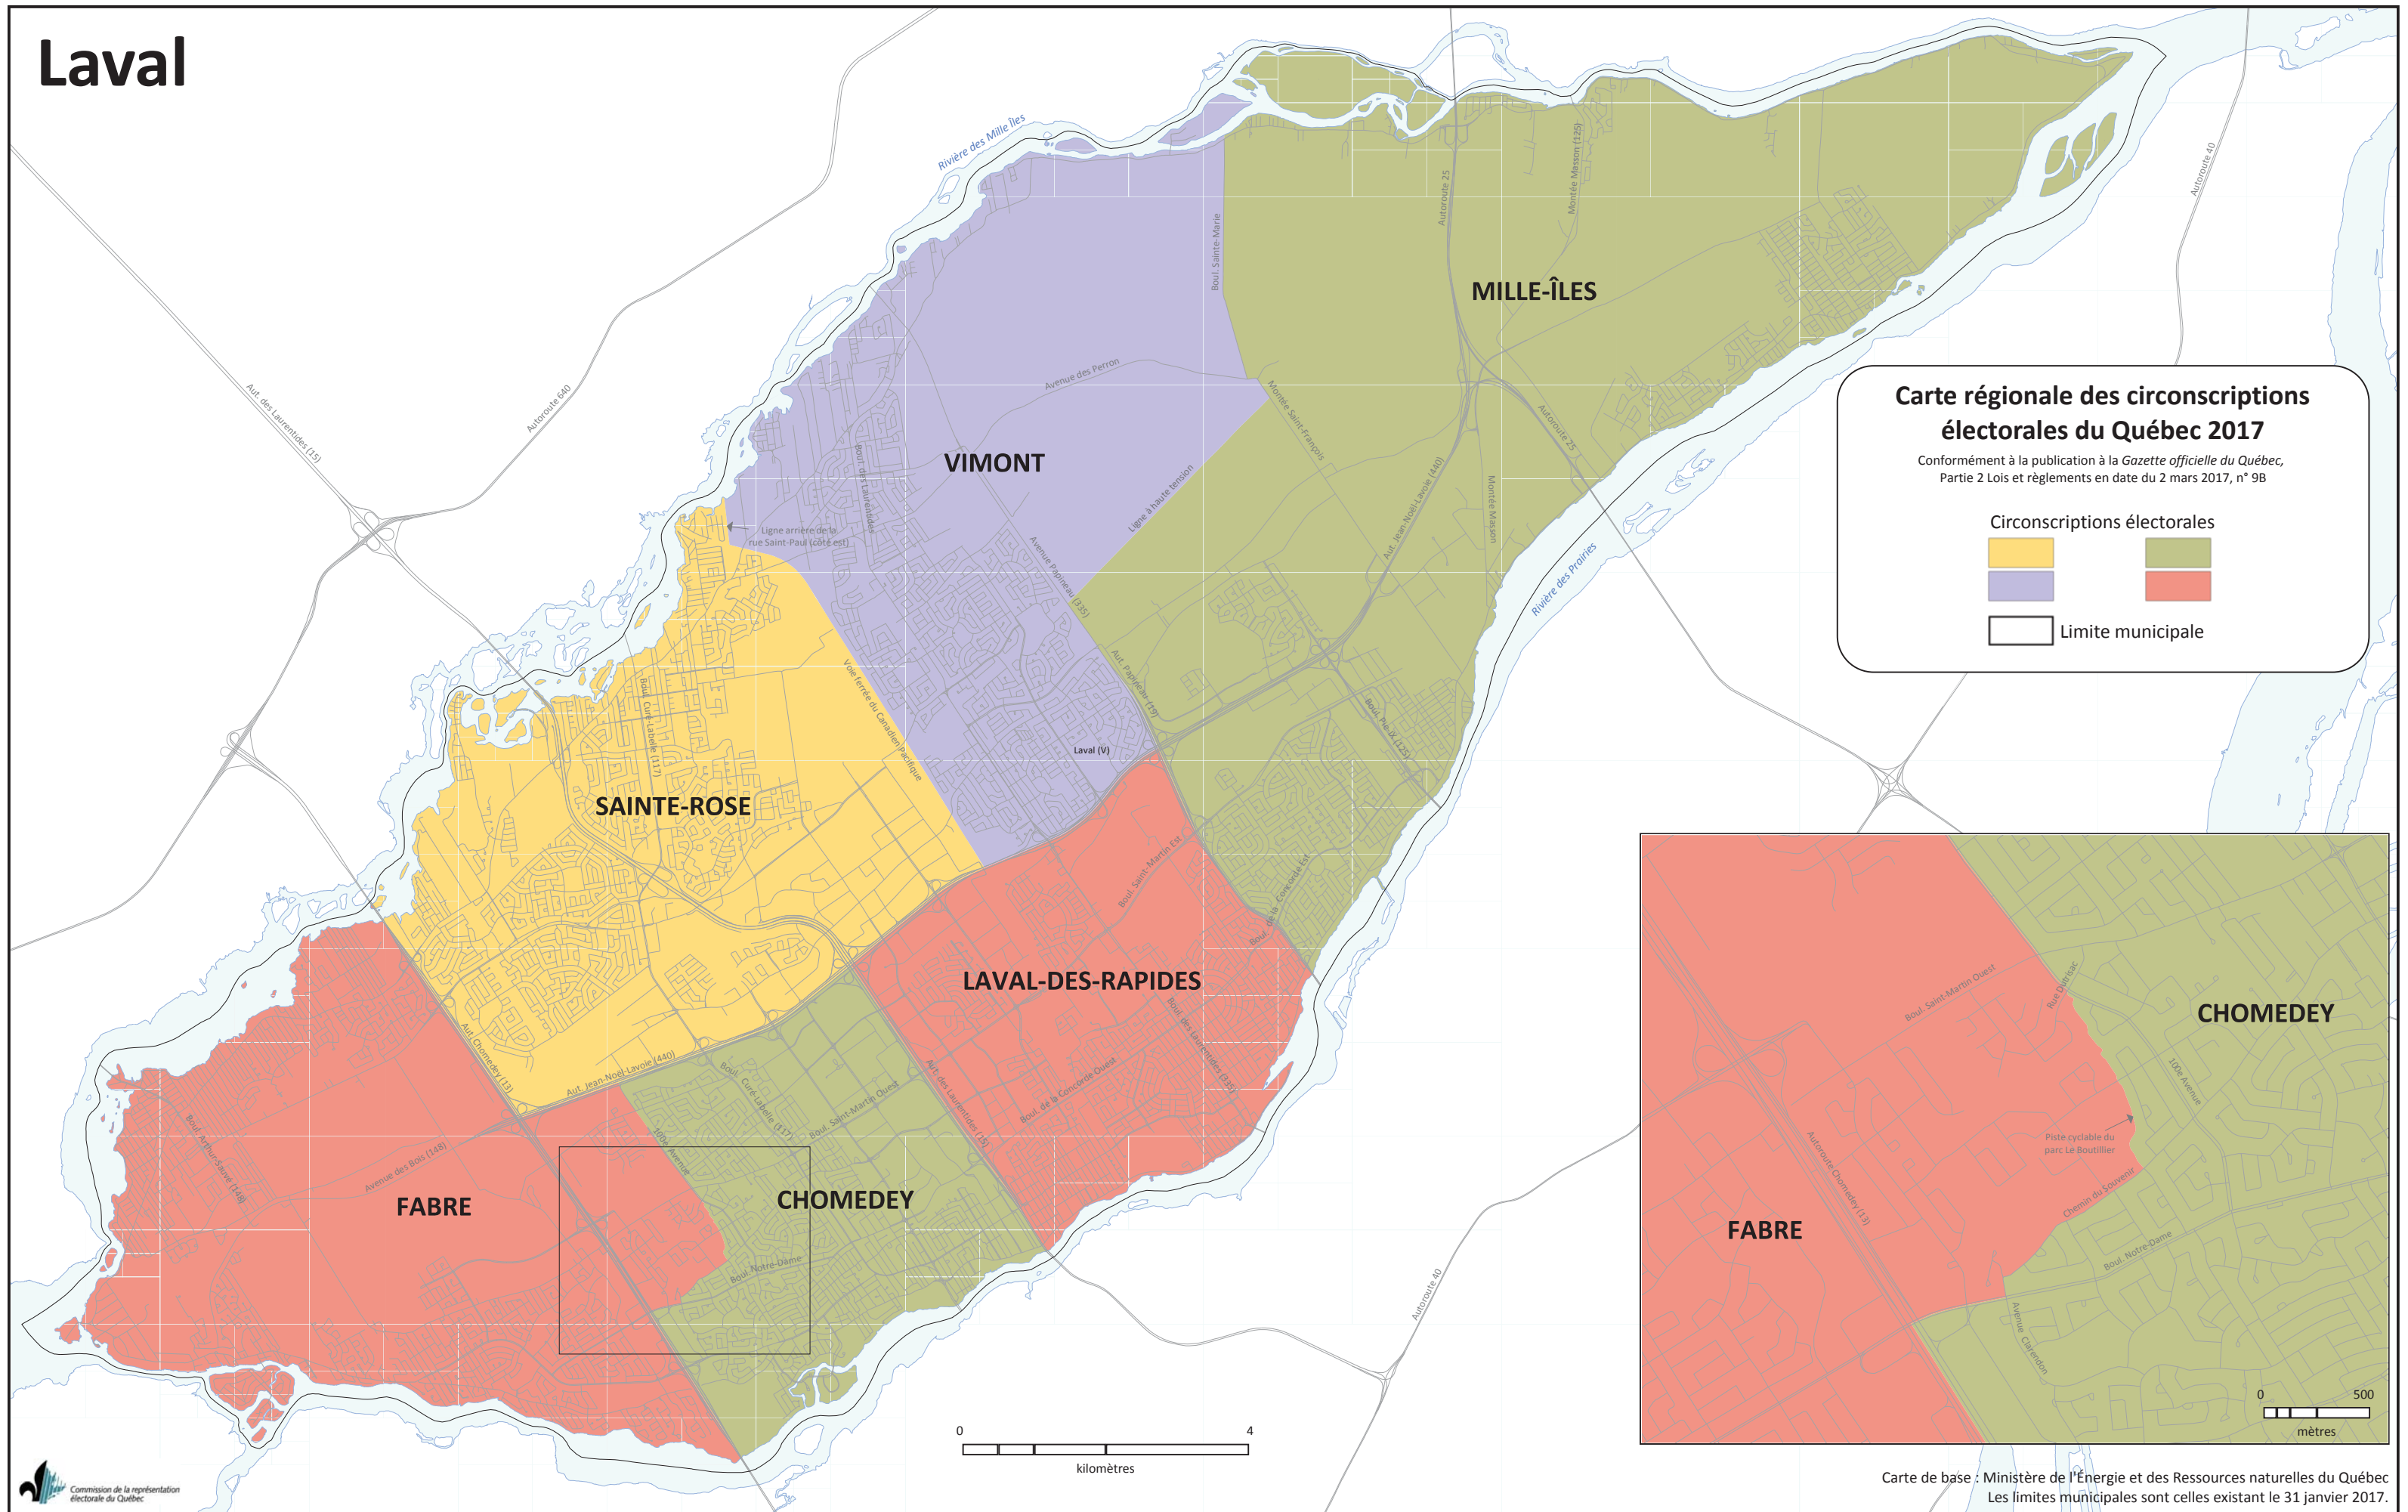 Laval
Rivière des Mille Îles
Autoroute 25
Montée Masson (125)
Autoroute 40
Boul. Sainte-Marie
MILLE-ÎLES
Aut. des Laurentides (15)
Autoroute 640
Avenue des Perron
Montée Saint-François
Autoroute 25
VIMONT
Boul. des Laurentides
Ligne à haute tension
Aut. Jean-Noël-Lavoie (440)
Montée Masson
Ligne arrière de la
rue Saint-Paul (côté est)
Avenue Papineau (335)
Rivière des Prairies
Carte régionale des circonscriptions
électorales du Québec 2017
Conformément à la publication à la Gazette officielle du Québec,
Partie 2 Lois et règlements en date du 2 mars 2017, n° 9B
Circonscriptions électorales
Limite municipale
Boul. Curé-Labelle (117)
Voie ferrée du Canadien Pacifique
Aut. Papineau (19)
Boul. Pie-IX (125)
Laval (V)
SAINTE-ROSE
Boul. Saint-Martin Est
Boul. de la Concorde Est
LAVAL-DES-RAPIDES
Aut. Chomedey (13)
Aut. Jean-Noël-Lavoie (440)
Boul. Curé-Labelle (117)
Boul. Saint-Martin Ouest
Aut. des Laurentides (15)
Boul. de la Concorde Ouest
Boul. des Laurentides (335)
Boul. Arthur-Sauvé (148)
Avenue des Bois (148)
100e Avenue
FABRE
CHOMEDEY
Boul. Notre-Dame
Autoroute 40
Boul. Saint-Martin Ouest
Rue Dutrisac
CHOMEDEY
100e Avenue
Piste cyclable du
parc Le Boutillier
Autoroute Chomedey (13)
Chemin du Souvenir
FABRE
Boul. Notre-Dame
Avenue Clarendon
0 500
mètres
0 4
kilomètres
Commission de la représentation
électorale du Québec
Carte de base : Ministère de l'Énergie et des Ressources naturelles du Québec
Les limites municipales sont celles existant le 31 janvier 2017.